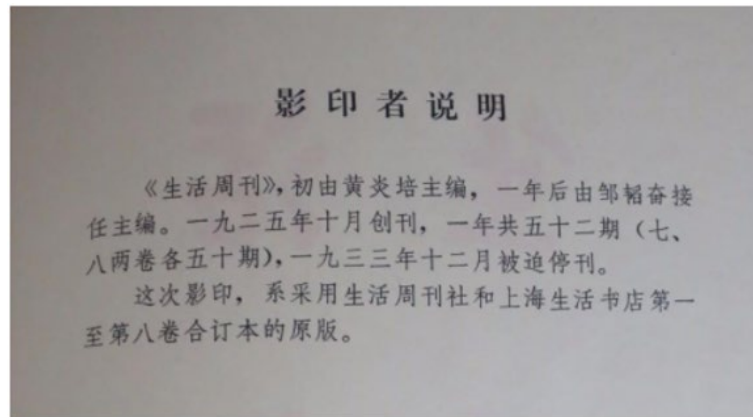 影印者说明
《生活周刊》，初由黄炎培主编，一年后由邹韬奋接
任主编。一九二五年十月创刊，一年共五十二期（七、
八两卷各五十期），一九三三年十二月被迫停刊。
这次影印，系采用生活周刊社和上海生活书店第一
至第八卷合订本的原版。